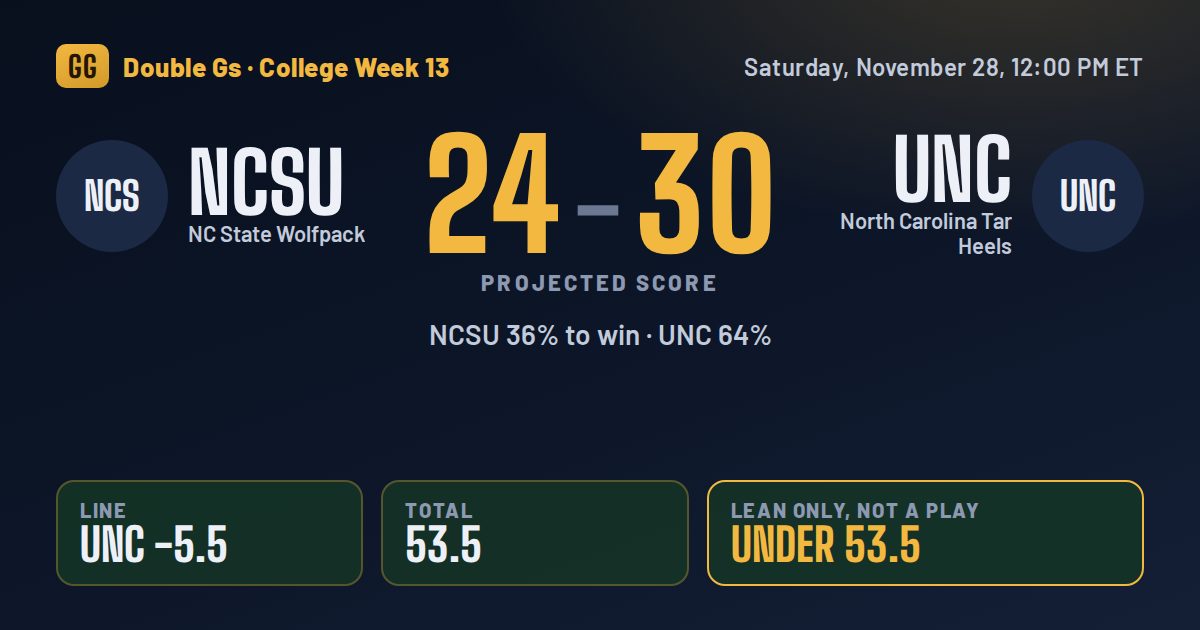 GG Double Gs · College Week 13
Saturday, November 28, 12:00 PM ET
NCS
NCSU
NC State Wolfpack
24 – 30
PROJECTED SCORE
NCSU 36% to win · UNC 64%
UNC
North Carolina Tar
Heels
UNC
LINE
UNC −5.5
TOTAL
53.5
LEAN ONLY, NOT A PLAY
UNDER 53.5